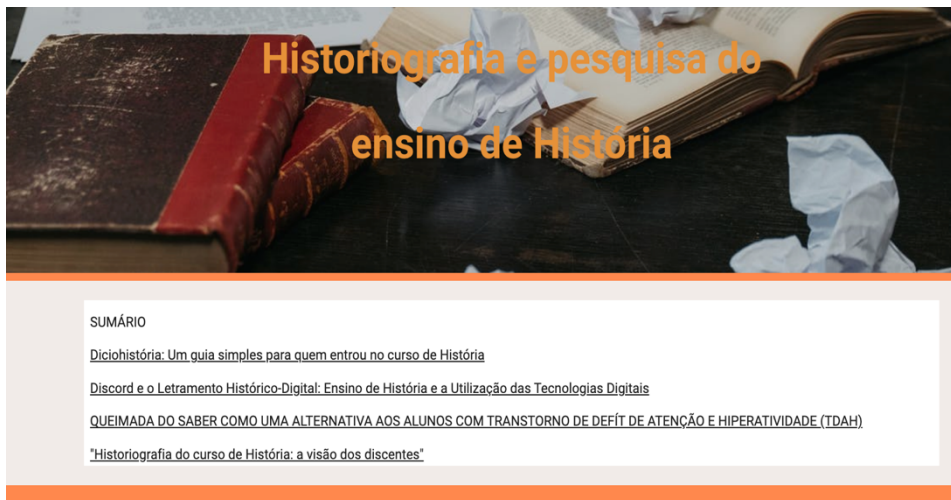 Historiografia e pesquisa do
ensino de História
SUMÁRIO
Diciohistória: Um guia simples para quem entrou no curso de História
Discord e o Letramento Histórico-Digital: Ensino de História e a Utilização das Tecnologias Digitais
QUEIMADA DO SABER COMO UMA ALTERNATIVA AOS ALUNOS COM TRANSTORNO DE DEFÍT DE ATENÇÃO E HIPERATIVIDADE (TDAH)
"Historiografia do curso de História: a visão dos discentes"